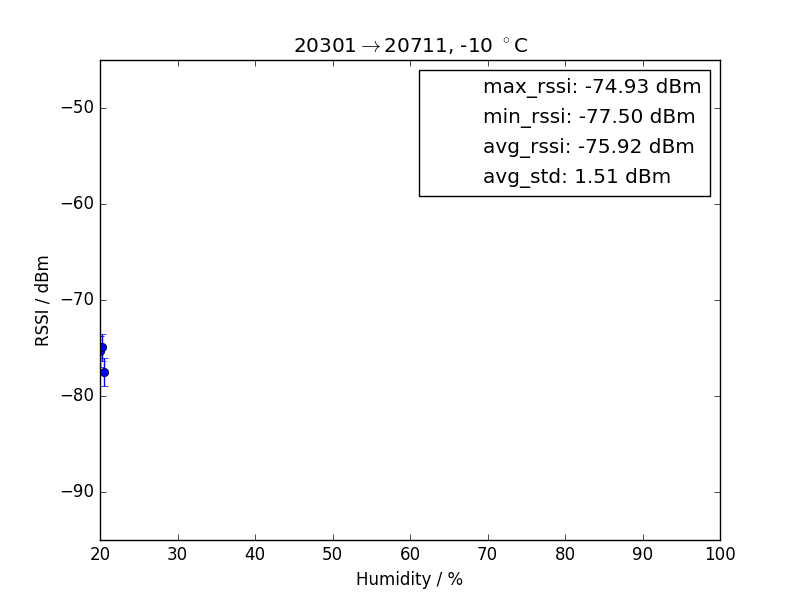 20301→20711, -10 °C
max_rssi: -74.93 dBm
min_rssi: -77.50 dBm
avg_rssi: -75.92 dBm
avg_std: 1.51 dBm
RSSI / dBm
−50
−60
−70
−80
−90
20 30 40 50 60 70 80 90 100
Humidity / %